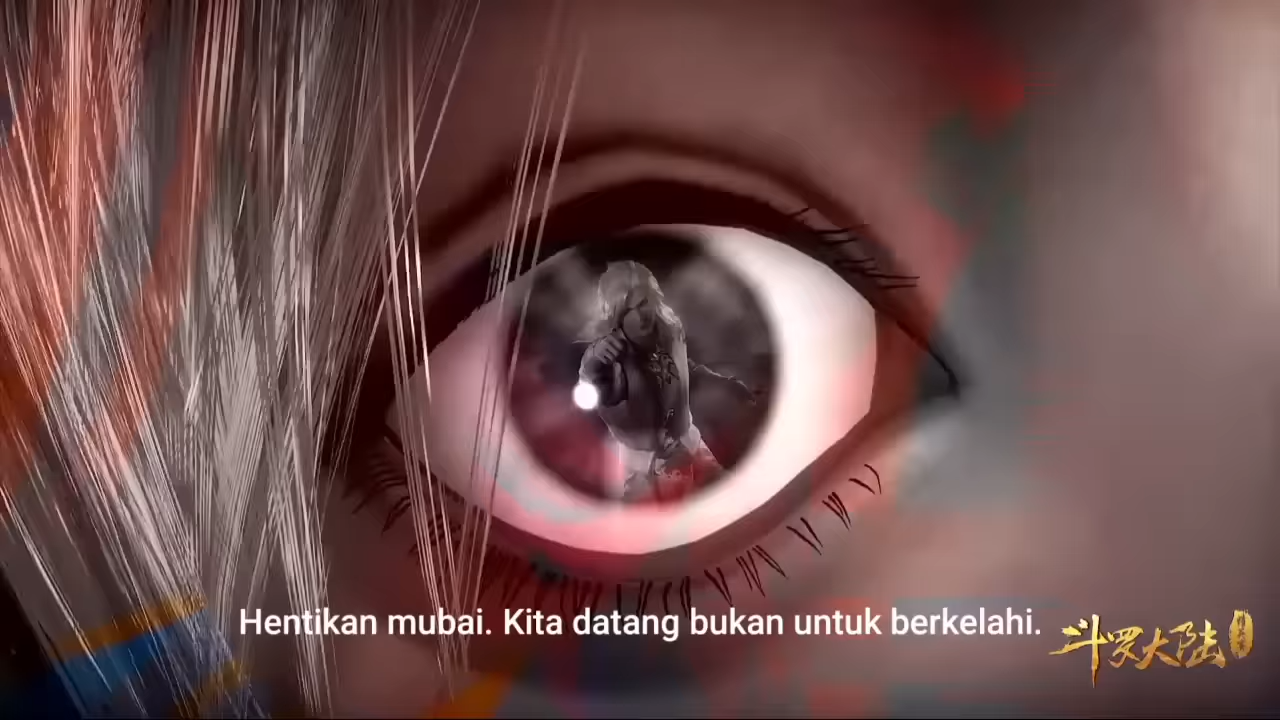 Hentikan mubai. Kita datang bukan untuk berkelahi.
斗罗大陆